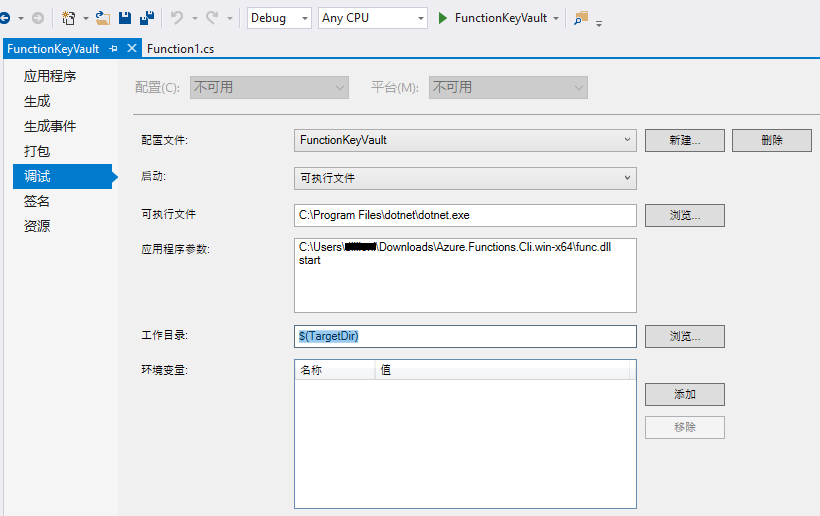 Debug
Any CPU
FunctionKeyVault
FunctionKeyVault
Function1.cs
应用程序
生成
生成事件
打包
调试
签名
资源
配置(C):
不可用
平台(M):
不可用
配置文件:
FunctionKeyVault
新建...
删除
启动:
可执行文件
可执行文件
C:\Program Files\dotnet\dotnet.exe
浏览...
应用程序参数:
C:\Users\
\Downloads\Azure.Functions.Cli.win-x64\func.dll
start
工作目录:
$(TargetDir)
浏览...
环境变量:
名称
值
添加
移除